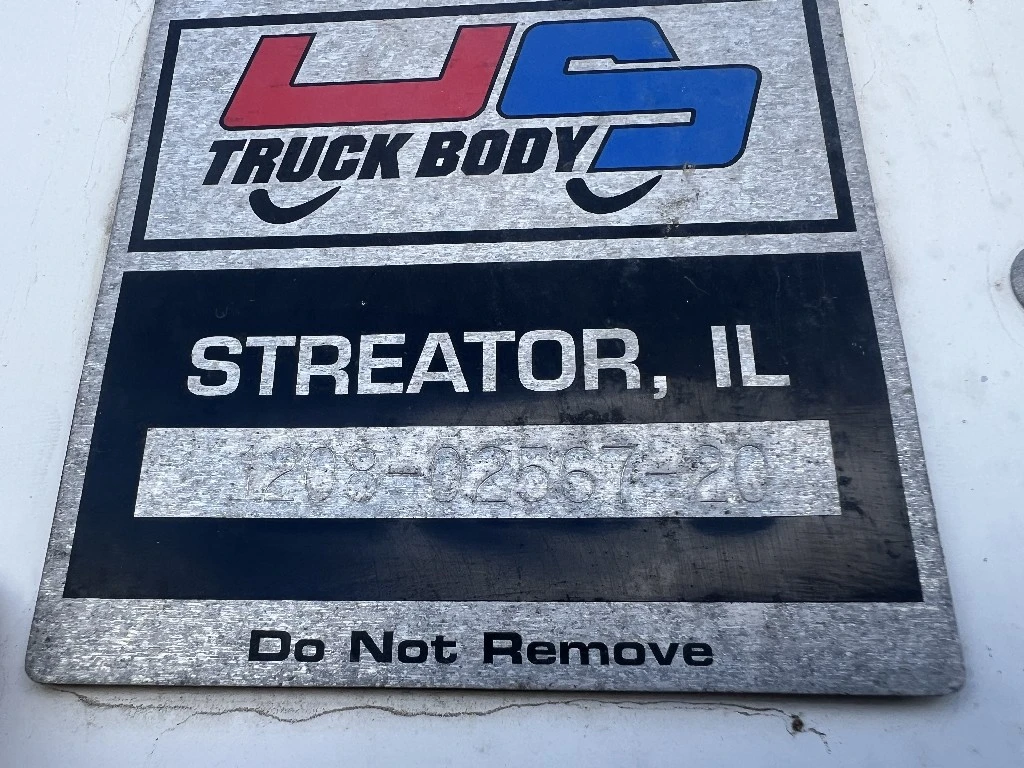 US
TRUCK BODY
STREATOR, IL
1208-02567-20
Do Not Remove